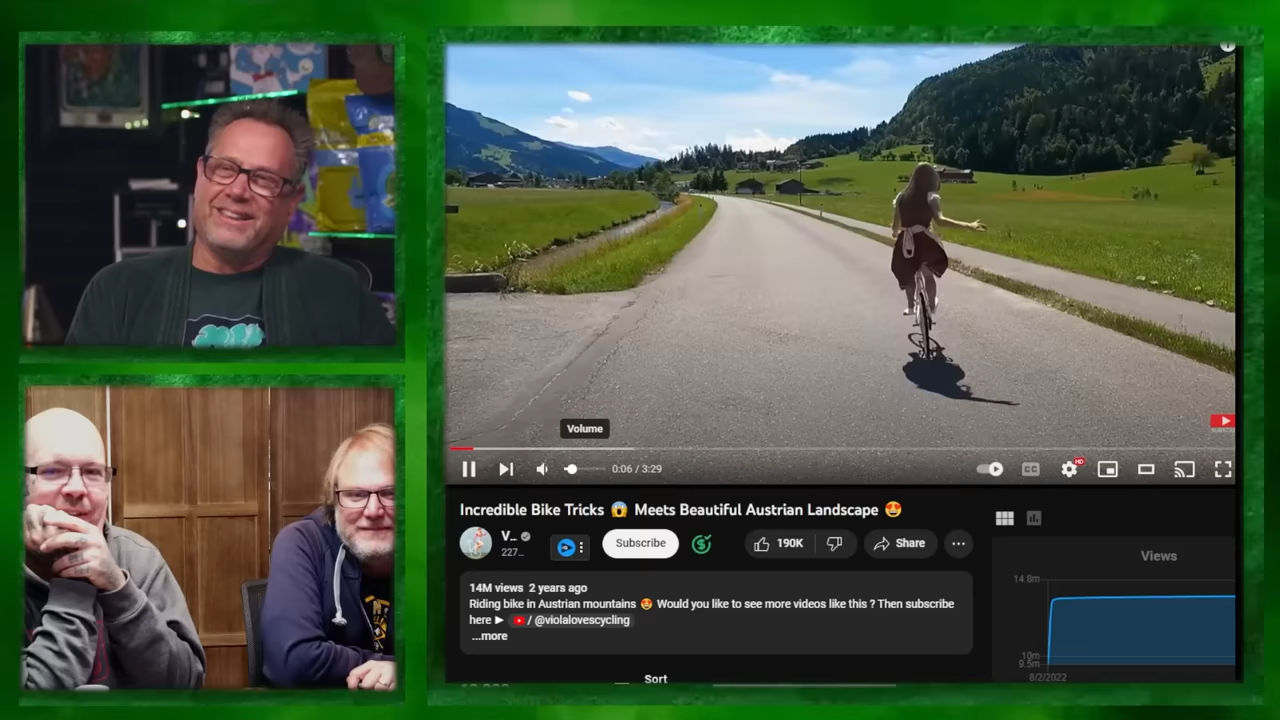 Volume
0:06 / 3:29
CC
HD
Incredible Bike Tricks 😱 Meets Beautiful Austrian Landscape 😍
V...
227...
Subscribe
190K
Share
14M views 2 years ago
Riding bike in Austrian mountains 😍 Would you like to see more videos like this ? Then subscribe
here ▶ / @violalovescycling
...more
Sort
Views
14.8m
10m
9.5m
8/2/2022